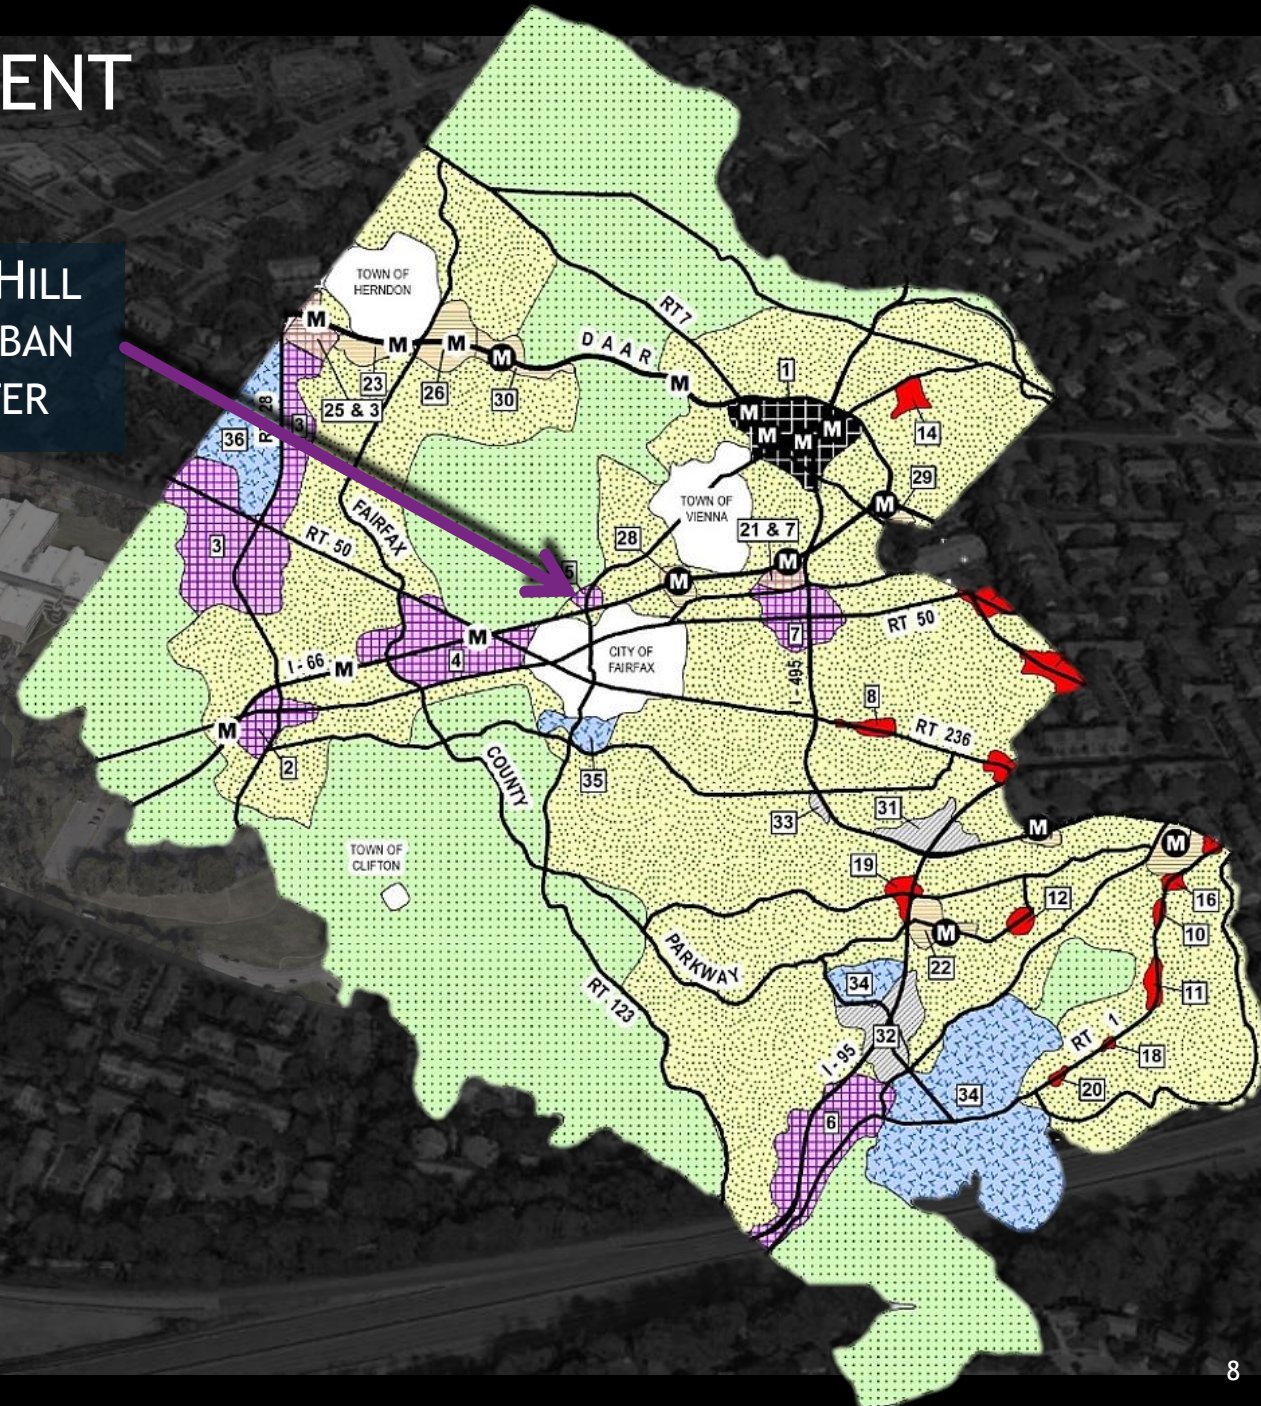 ENT
HILL
BAN
ER
TOWN OF
HERNDON
M
M
M
M
DAAR
M
RT 7
23
26
30
25 & 3
3
28
36
1
M
M
M
M
14
29
M
TOWN OF
VIENNA
FAIRFAX
RT. 50
3
28
21 & 7
M
M
5
RT 50
7
CITY OF
FAIRFAX
M
4
I - 66
M
M
2
I - 495
8
RT 236
35
COUNTY
33
31
M
M
TOWN OF
CLIFTON
19
12
16
10
M
22
PARKWAY
34
11
RT. 123
32
RT. 1
18
I - 95
20
34
6
8